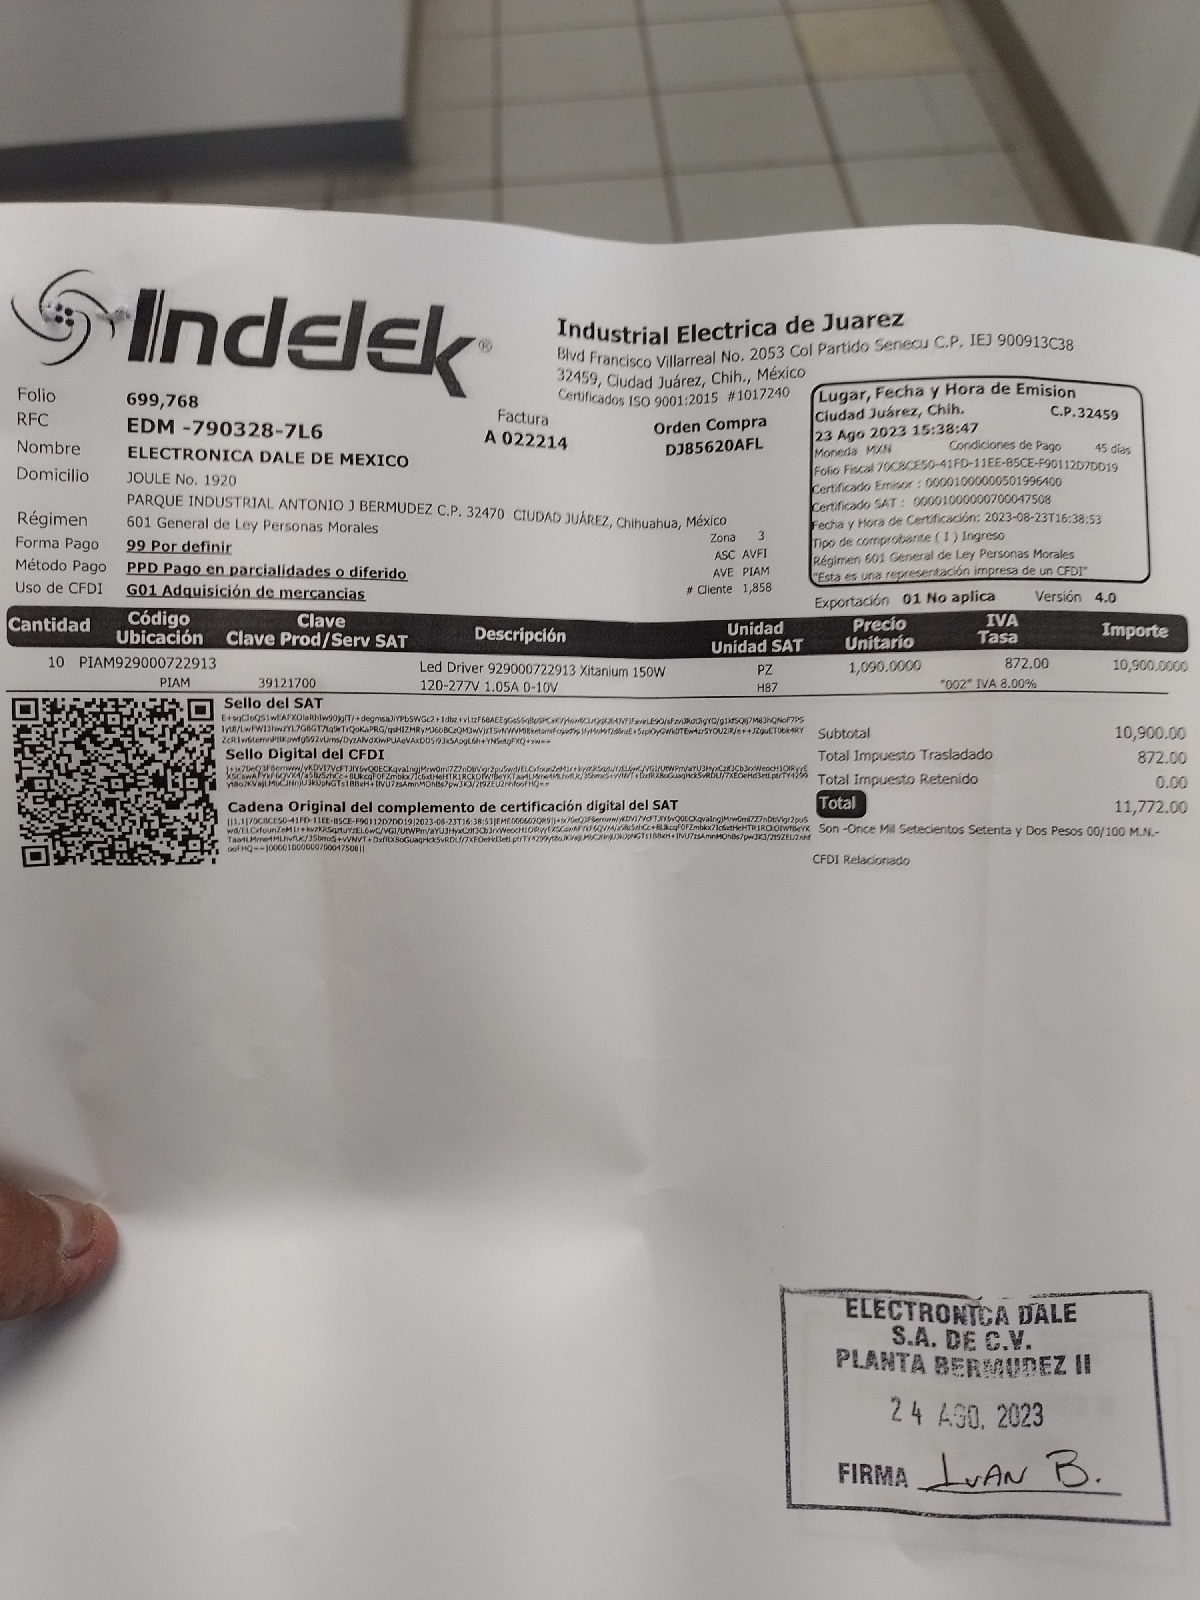 Indelek®
Industrial Electrica de Juarez
Blvd Francisco Villarreal No. 2053 Col Partido Senecu C.P. IEJ 900913C38
32459, Ciudad Juárez, Chih., México
Certificados ISO 9001:2015 #1017240
Folio 699,768
RFC EDM -790328-7L6
Nombre ELECTRONICA DALE DE MEXICO
Domicilio JOULE No. 1920
PARQUE INDUSTRIAL ANTONIO J BERMUDEZ C.P. 32470 CIUDAD JUÁREZ, Chihuahua, México
Régimen 601 General de Ley Personas Morales
Forma Pago 99 Por definir
Método Pago PPD Pago en parcialidades o diferido
Uso de CFDI G01 Adquisición de mercancias
Factura
A 022214
Orden Compra
DJ85620AFL
Zona 3
ASC AVFI
AVE PIAM
# Cliente 1,858
Lugar, Fecha y Hora de Emision
Ciudad Juárez, Chih. C.P.32459
23 Ago 2023 15:38:47
Moneda MXN Condiciones de Pago 45 días
Folio Fiscal 70C8CE50-41FD-11EE-B5CE-F90112D7DD19
Certificado Emisor : 00001000000501996400
Certificado SAT : 00001000000700047508
Fecha y Hora de Certificación: 2023-08-23T16:38:53
Tipo de comprobante ( I ) Ingreso
Régimen 601 General de Ley Personas Morales
"Esta es una representación impresa de un CFDI"
Exportación 01 No aplica Versión 4.0
Cantidad Código Clave Descripción Unidad Precio IVA Importe
Ubicación Clave Prod/Serv SAT Unidad SAT Unitario Tasa
10 PIAM929000722913 Led Driver 929000722913 Xitanium 150W PZ 1,090.0000 872.00 10,900.0000
PIAM 39121700 120-277V 1.05A 0-10V H87 "002" IVA 8.00%
Sello del SAT
Sello Digital del CFDI
Cadena Original del complemento de certificación digital del SAT
Subtotal 10,900.00
Total Impuesto Trasladado 872.00
Total Impuesto Retenido 0.00
Total 11,772.00
Son -Once Mil Setecientos Setenta y Dos Pesos 00/100 M.N.-
CFDI Relacionado
ELECTRONICA DALE
S.A. DE C.V.
PLANTA BERMUDEZ II
24 AGO. 2023
FIRMA IVAN B.